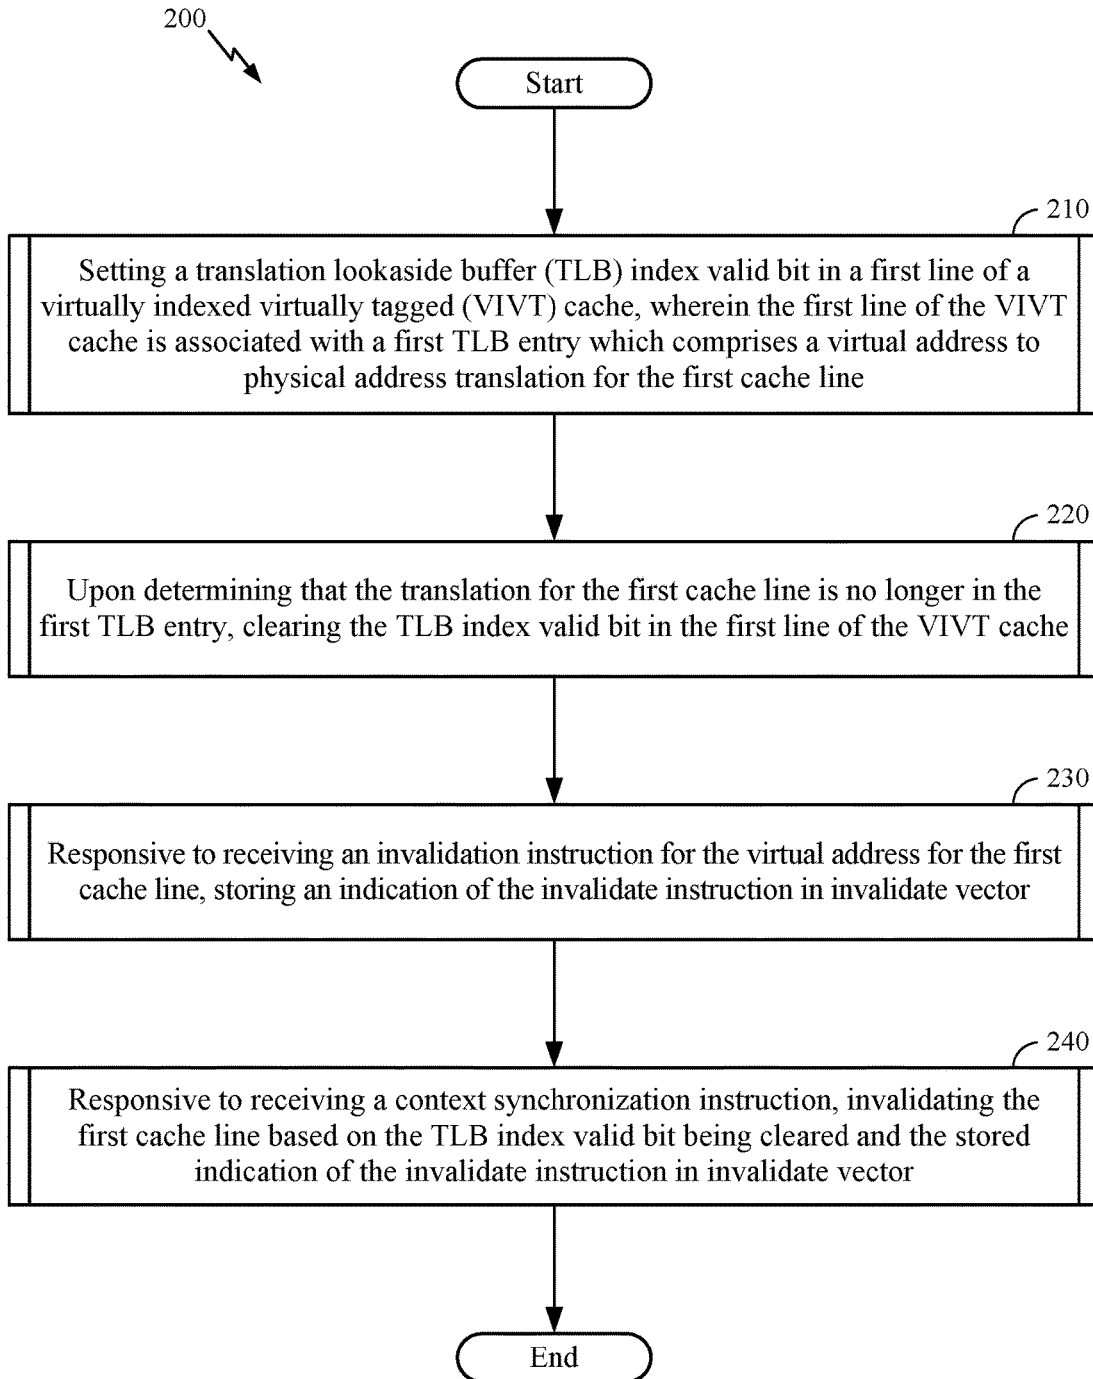 200
Start
210
Setting a translation lookaside buffer (TLB) index valid bit in a first line of a
virtually indexed virtually tagged (VIVT) cache, wherein the first line of the VIVT
cache is associated with a first TLB entry which comprises a virtual address to
physical address translation for the first cache line
220
Upon determining that the translation for the first cache line is no longer in the
first TLB entry, clearing the TLB index valid bit in the first line of the VIVT cache
230
Responsive to receiving an invalidation instruction for the virtual address for the first
cache line, storing an indication of the invalidate instruction in invalidate vector
240
Responsive to receiving a context synchronization instruction, invalidating the
first cache line based on the TLB index valid bit being cleared and the stored
indication of the invalidate instruction in invalidate vector
End